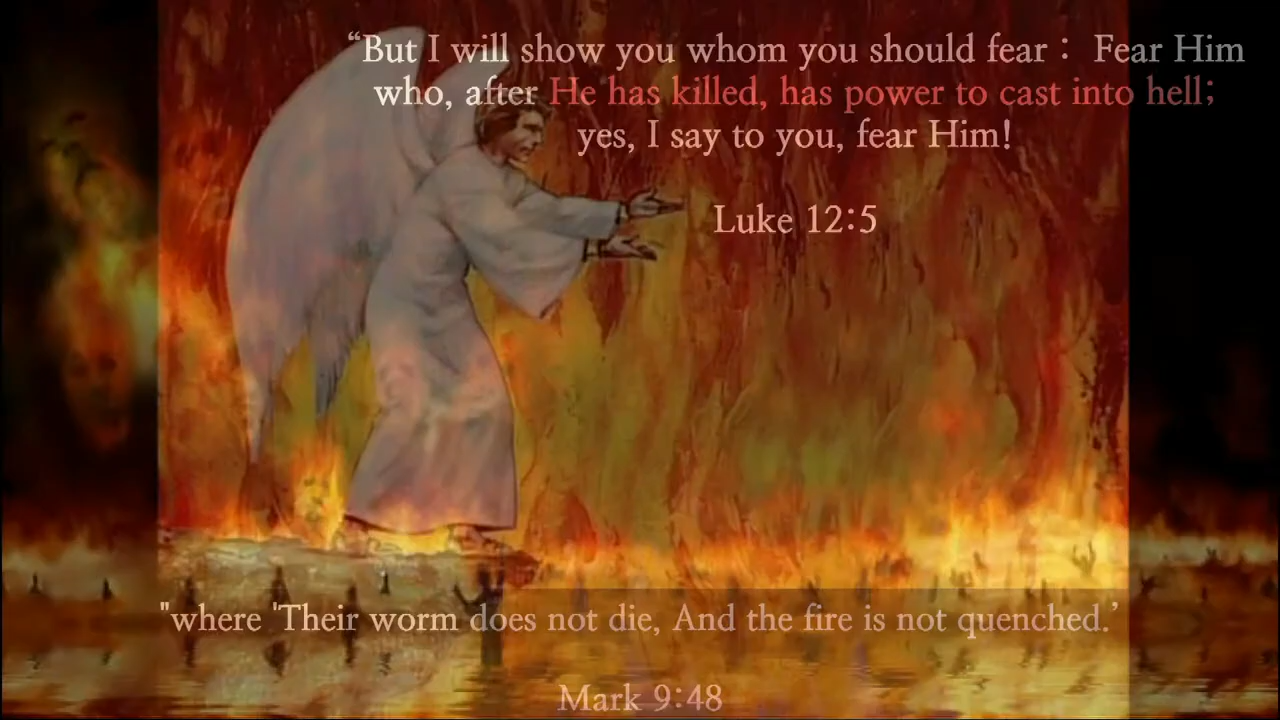 “But I will show you whom you should fear : Fear Him
who, after He has killed, has power to cast into hell;
yes, I say to you, fear Him!
Luke 12:5
"where 'Their worm does not die, And the fire is not quenched.’
Mark 9:48